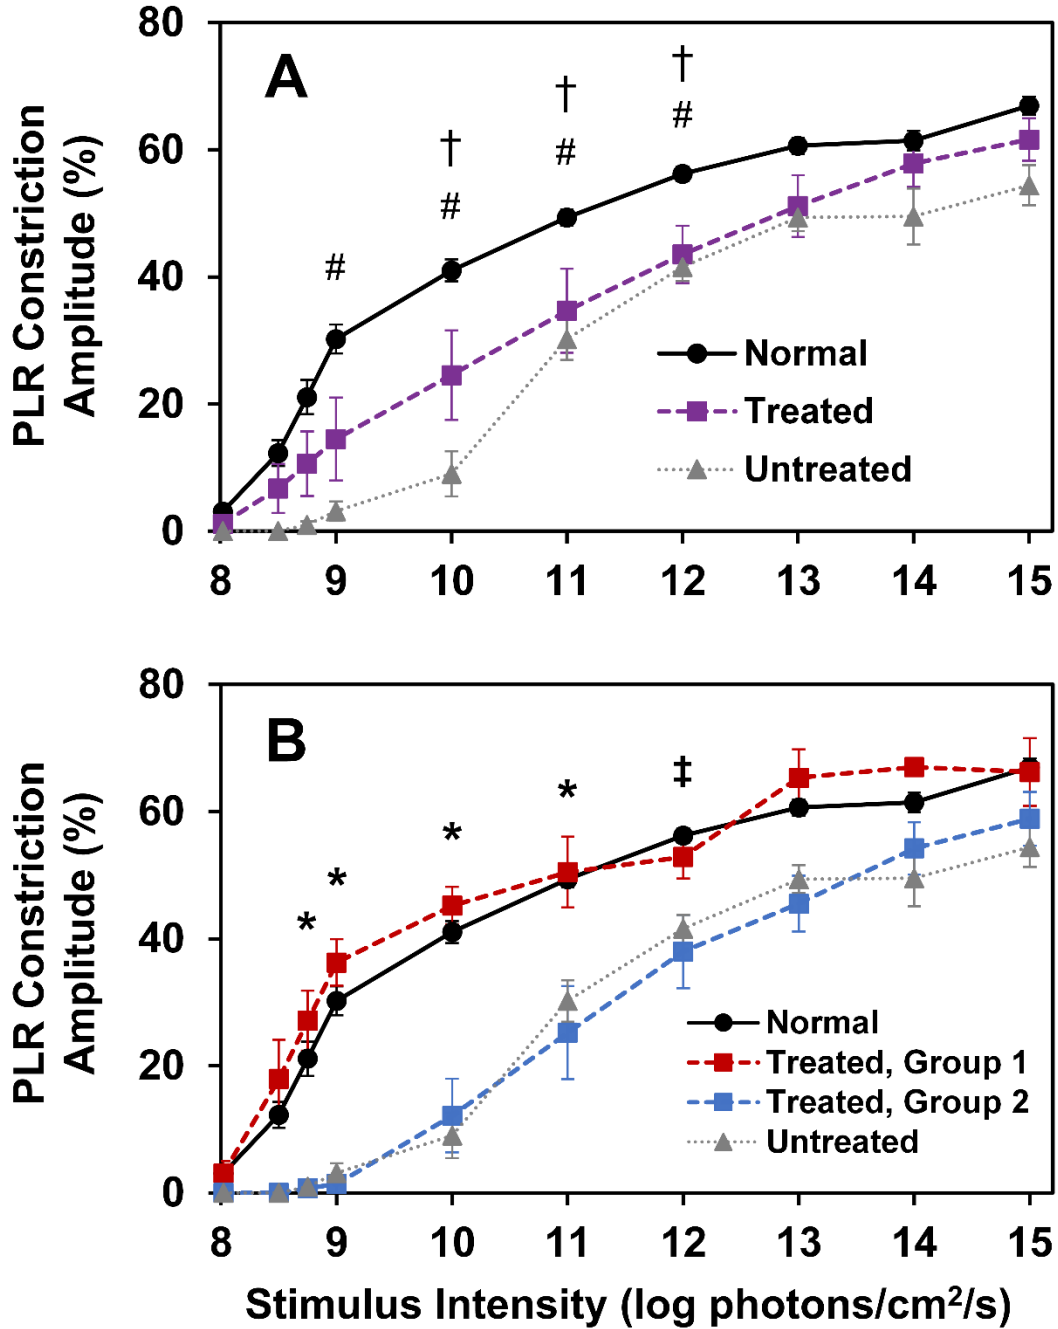 80
A
†
†
†
#
#
#
#
60
40
20
0
PLR Constriction
Amplitude (%)
Normal
Treated
Untreated
8 9 10 11 12 13 14 15
80
B
*
*
*
*
‡
60
40
20
0
PLR Constriction
Amplitude (%)
Normal
Treated, Group 1
Treated, Group 2
Untreated
8 9 10 11 12 13 14 15
Stimulus Intensity (log photons/cm²/s)